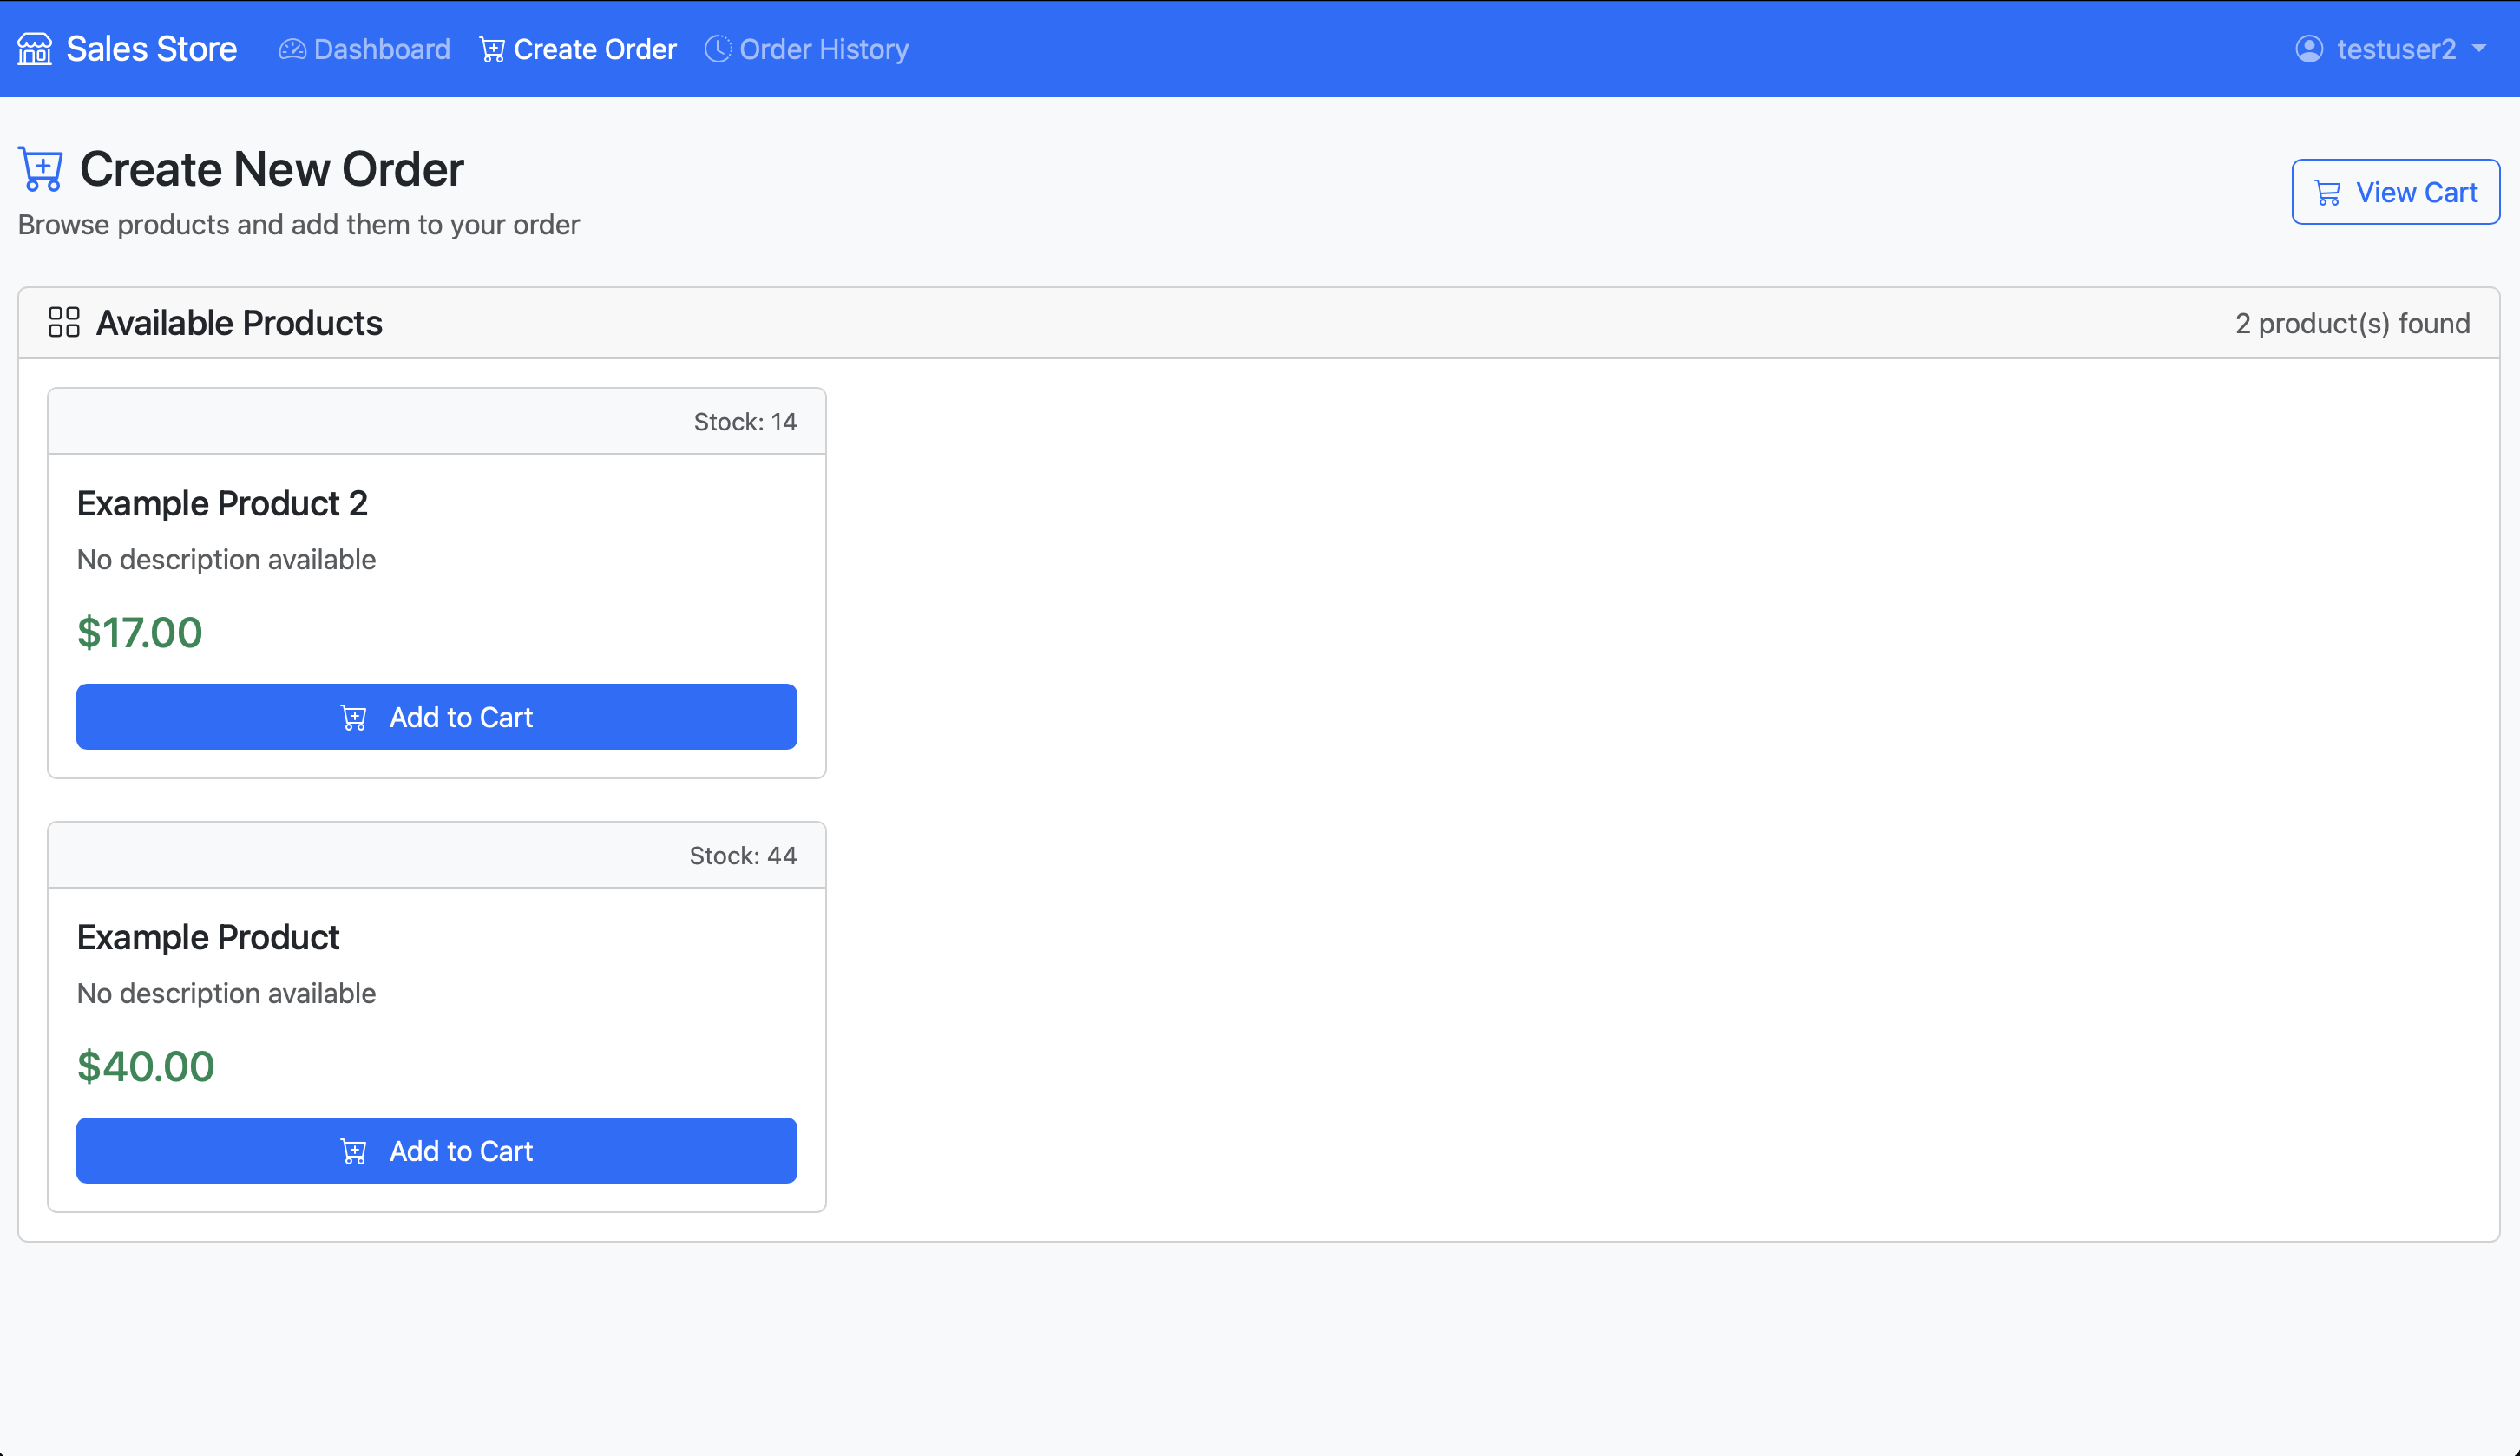 Sales Store Dashboard Create Order Order History testuser2
Create New Order
Browse products and add them to your order
View Cart
Available Products
2 product(s) found
Stock: 14
Example Product 2
No description available
$17.00
Add to Cart
Stock: 44
Example Product
No description available
$40.00
Add to Cart